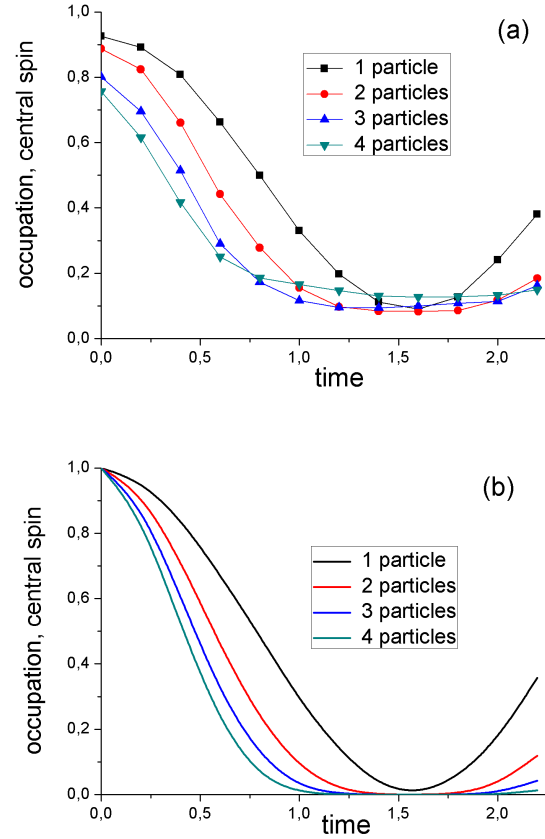 (a)
1 particle
2 particles
3 particles
4 particles
occupation, central spin
1,0
0,8
0,6
0,4
0,2
0,0
0,0 0,5 1,0 1,5 2,0
time
(b)
1 particle
2 particles
3 particles
4 particles
occupation, central spin
1,0
0,8
0,6
0,4
0,2
0,0
0,0 0,5 1,0 1,5 2,0
time